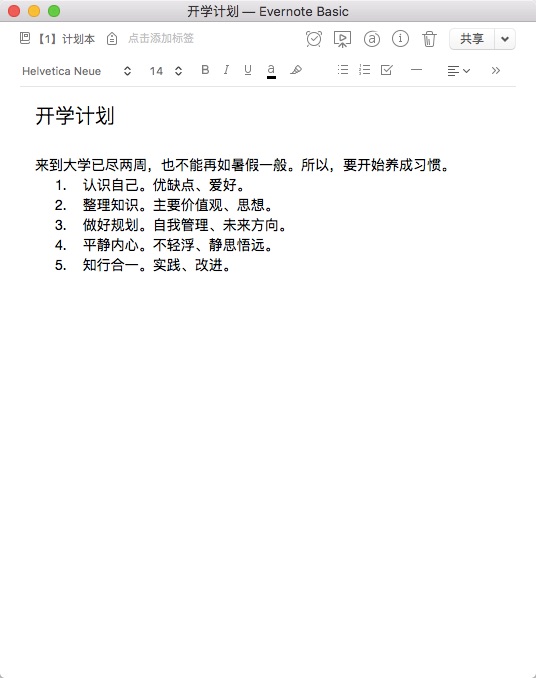 开学计划 — Evernote Basic
【1】计划本 点击添加标签 共享
Helvetica Neue 14 B I U a
开学计划
来到大学已尽两周，也不能再如暑假一般。所以，要开始养成习惯。
1. 认识自己。优缺点、爱好。
2. 整理知识。主要价值观、思想。
3. 做好规划。自我管理、未来方向。
4. 平静内心。不轻浮、静思悟远。
5. 知行合一。实践、改进。